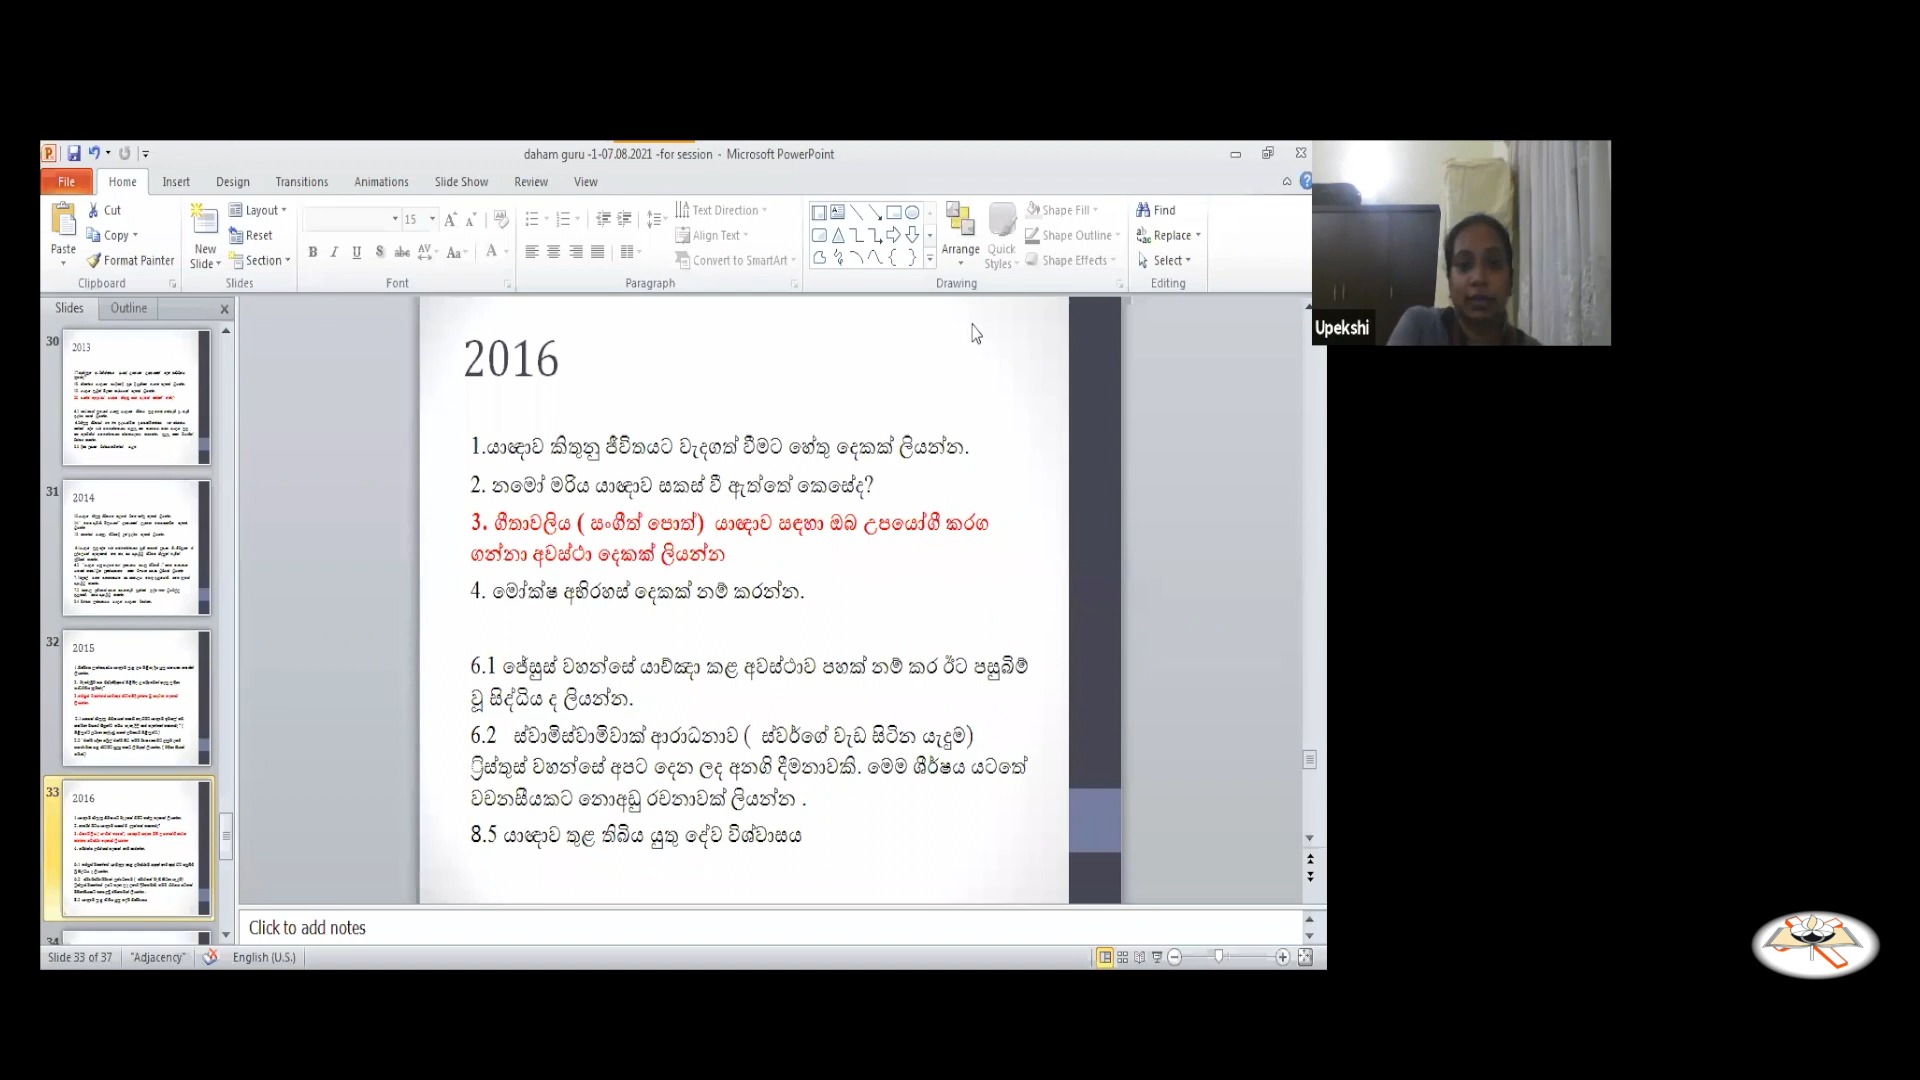 daham guru -1-07.08.2021 -for session - Microsoft PowerPoint
File Home Insert Design Transitions Animations Slide Show Review View
Cut
Copy
Format Painter
Paste
Clipboard
New Slide
Layout
Reset
Section
Slides
15
Font
Text Direction
Align Text
Convert to SmartArt
Paragraph
Arrange
Quick Styles
Shape Fill
Shape Outline
Shape Effects
Drawing
Find
Replace
Select
Editing
Slides Outline
30
2013
31
2014
32
2015
33
2016
34
2016
1.යාඥාව කිතුනු ජීවිතයට වැදගත් වීමට හේතු දෙකක් ලියන්න.
2. නමෝ මරිය යාඥාව සකස් වී ඇත්තේ කෙසේද?
3. ගීතාවලිය ( සංගීත් පොත්) යාඥාව සඳහා ඔබ උපයෝගී කරග
ගන්නා අවස්ථා දෙකක් ලියන්න
4. මෝක්ෂ අභිරහස් දෙකක් නම් කරන්න.
6.1 ජේසුස් වහන්සේ යාච්ඤා කළ අවස්ථාව පහක් නම් කර ඊට පසුබිම්
වූ සිද්ධිය ද ලියන්න.
6.2 ස්වාමිස්වාමිවාක් ආරාධනාව ( ස්වර්ගේ වැඩ සිටින යැදුම)
ක්‍රිස්තුස් වහන්සේ අපට දෙන ලද අනගි දීමනාවකි. මෙම ශීර්ෂය යටතේ
වචනසීයකට නොඅඩු රචනාවක් ලියන්න .
8.5 යාඥාව තුළ තිබිය යුතු දේව විශ්වාසය
Click to add notes
Slide 33 of 37 "Adjacency" English (U.S.)
Upekshi